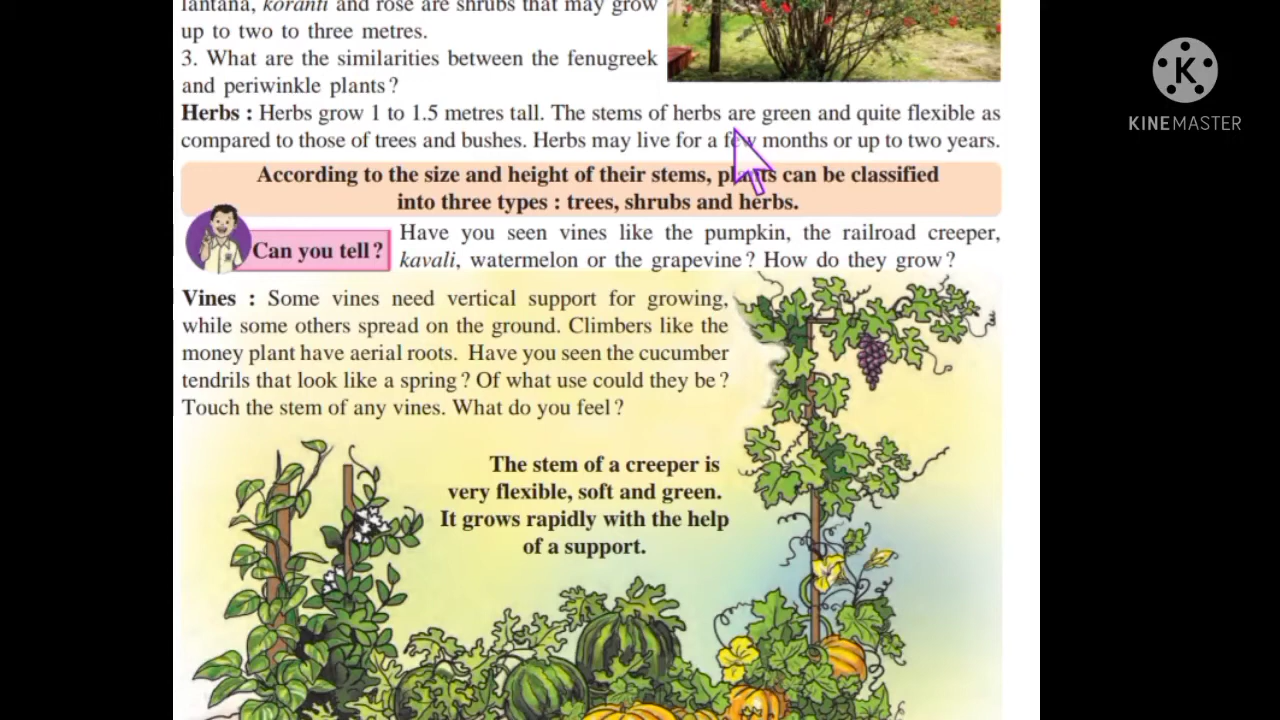 lantana, koranti and rose are shrubs that may grow
up to two to three metres.
3. What are the similarities between the fenugreek
and periwinkle plants?
Herbs : Herbs grow 1 to 1.5 metres tall. The stems of herbs are green and quite flexible as
compared to those of trees and bushes. Herbs may live for a few months or up to two years.
According to the size and height of their stems, plants can be classified
into three types : trees, shrubs and herbs.
Can you tell?
Have you seen vines like the pumpkin, the railroad creeper,
kavali, watermelon or the grapevine? How do they grow?
Vines : Some vines need vertical support for growing,
while some others spread on the ground. Climbers like the
money plant have aerial roots. Have you seen the cucumber
tendrils that look like a spring? Of what use could they be?
Touch the stem of any vines. What do you feel?
The stem of a creeper is
very flexible, soft and green.
It grows rapidly with the help
of a support.
K
KINEMASTER